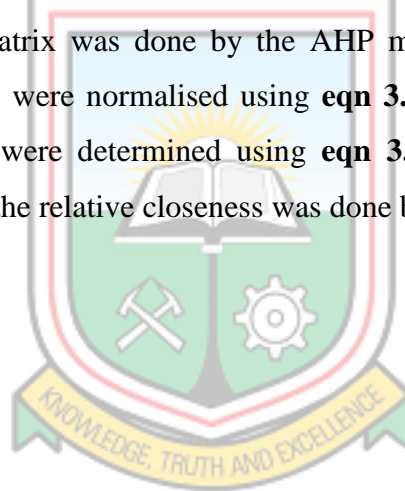 atrix was done by the AHP m
were normalised using eqn 3.
were determined using eqn 3.
the relative closeness was done b
KNOWLEDGE, TRUTH AND EXCELLENCE